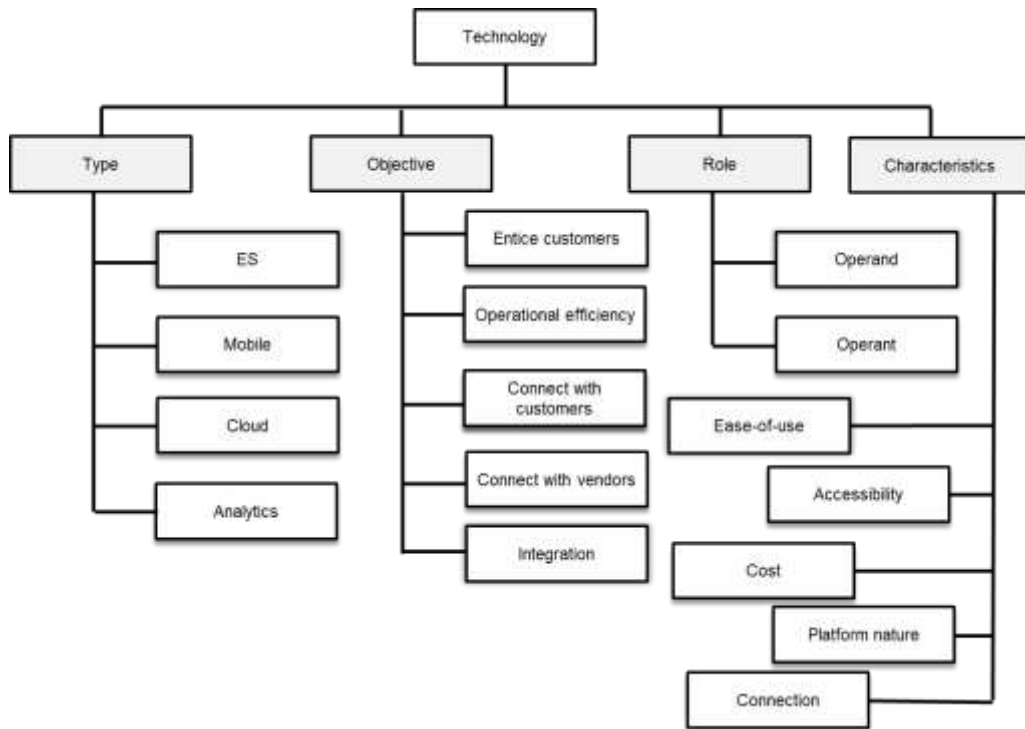 Technology
Type
Objective
Role
Characteristics
ES
Mobile
Cloud
Analytics
Entice customers
Operational efficiency
Connect with
customers
Connect with vendors
Integration
Operand
Operant
Ease-of-use
Accessibility
Cost
Platform nature
Connection